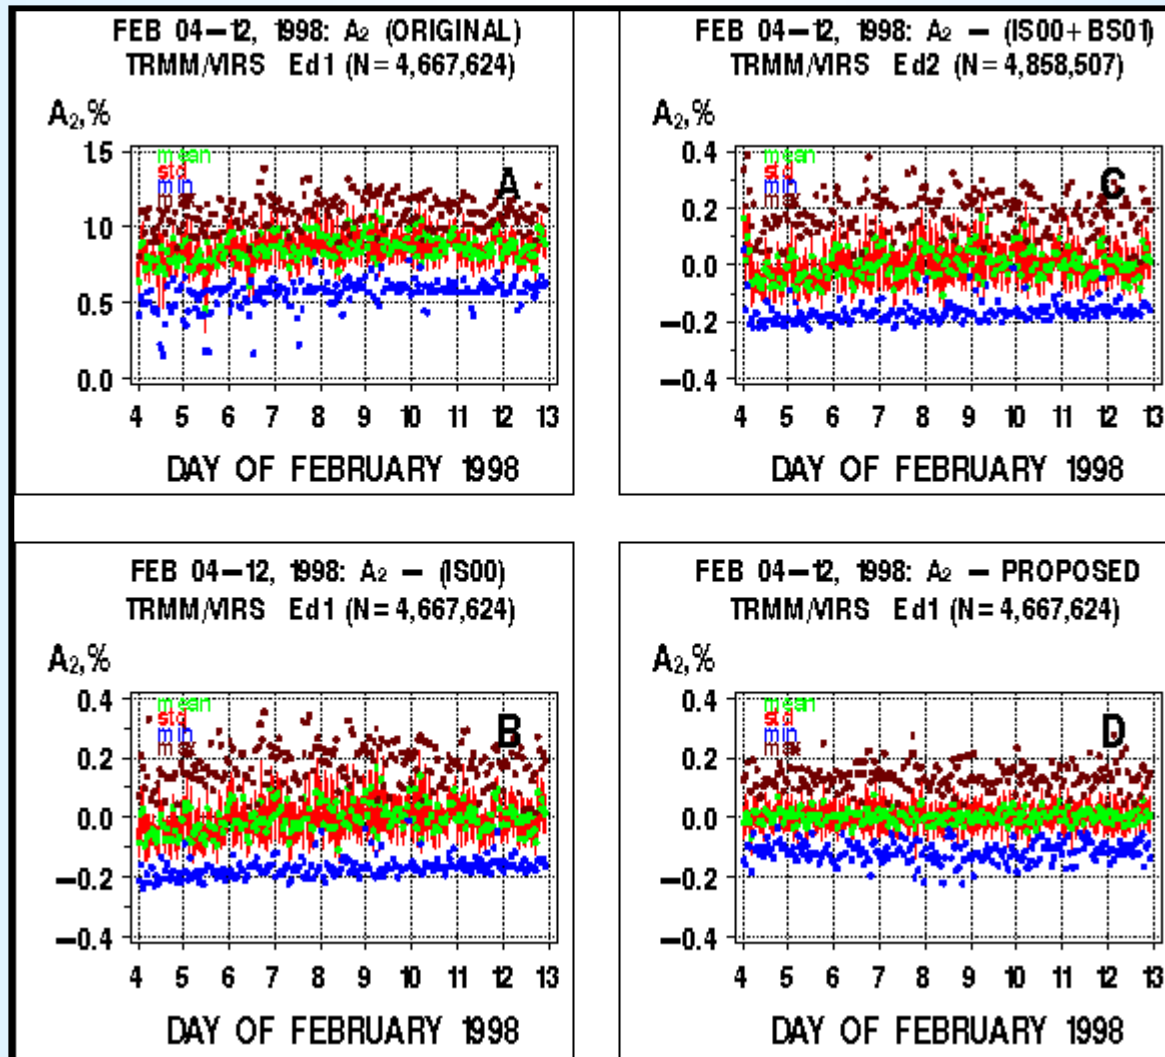 FEB 04—12, 1998: A₂ (ORIGINAL)
TRMM/VIRS Ed1 (N=4,667,624)
A₂,%
mean
std
min
15
1.0
0.5
0.0
A
4 5 6 7 8 9 10 11 12 13
DAY OF FEBRUARY 1998
FEB 04—12, 1998: A₂ — (IS00+BS01)
TRMM/VIRS Ed2 (N=4,858,507)
A₂,%
mean
std
min
0.4
0.2
0.0
—0.2
—0.4
C
4 5 6 7 8 9 10 11 12 13
DAY OF FEBRUARY 1998
FEB 04—12, 1998: A₂ — (IS00)
TRMM/VIRS Ed1 (N=4,667,624)
A₂,%
mean
std
min
max
0.4
0.2
0.0
—0.2
—0.4
B
4 5 6 7 8 9 10 11 12 13
DAY OF FEBRUARY 1998
FEB 04—12, 1998: A₂ — PROPOSED
TRMM/VIRS Ed1 (N=4,667,624)
A₂,%
mean
std
min
max
0.4
0.2
0.0
—0.2
—0.4
D
4 5 6 7 8 9 10 11 12 13
DAY OF FEBRUARY 1998